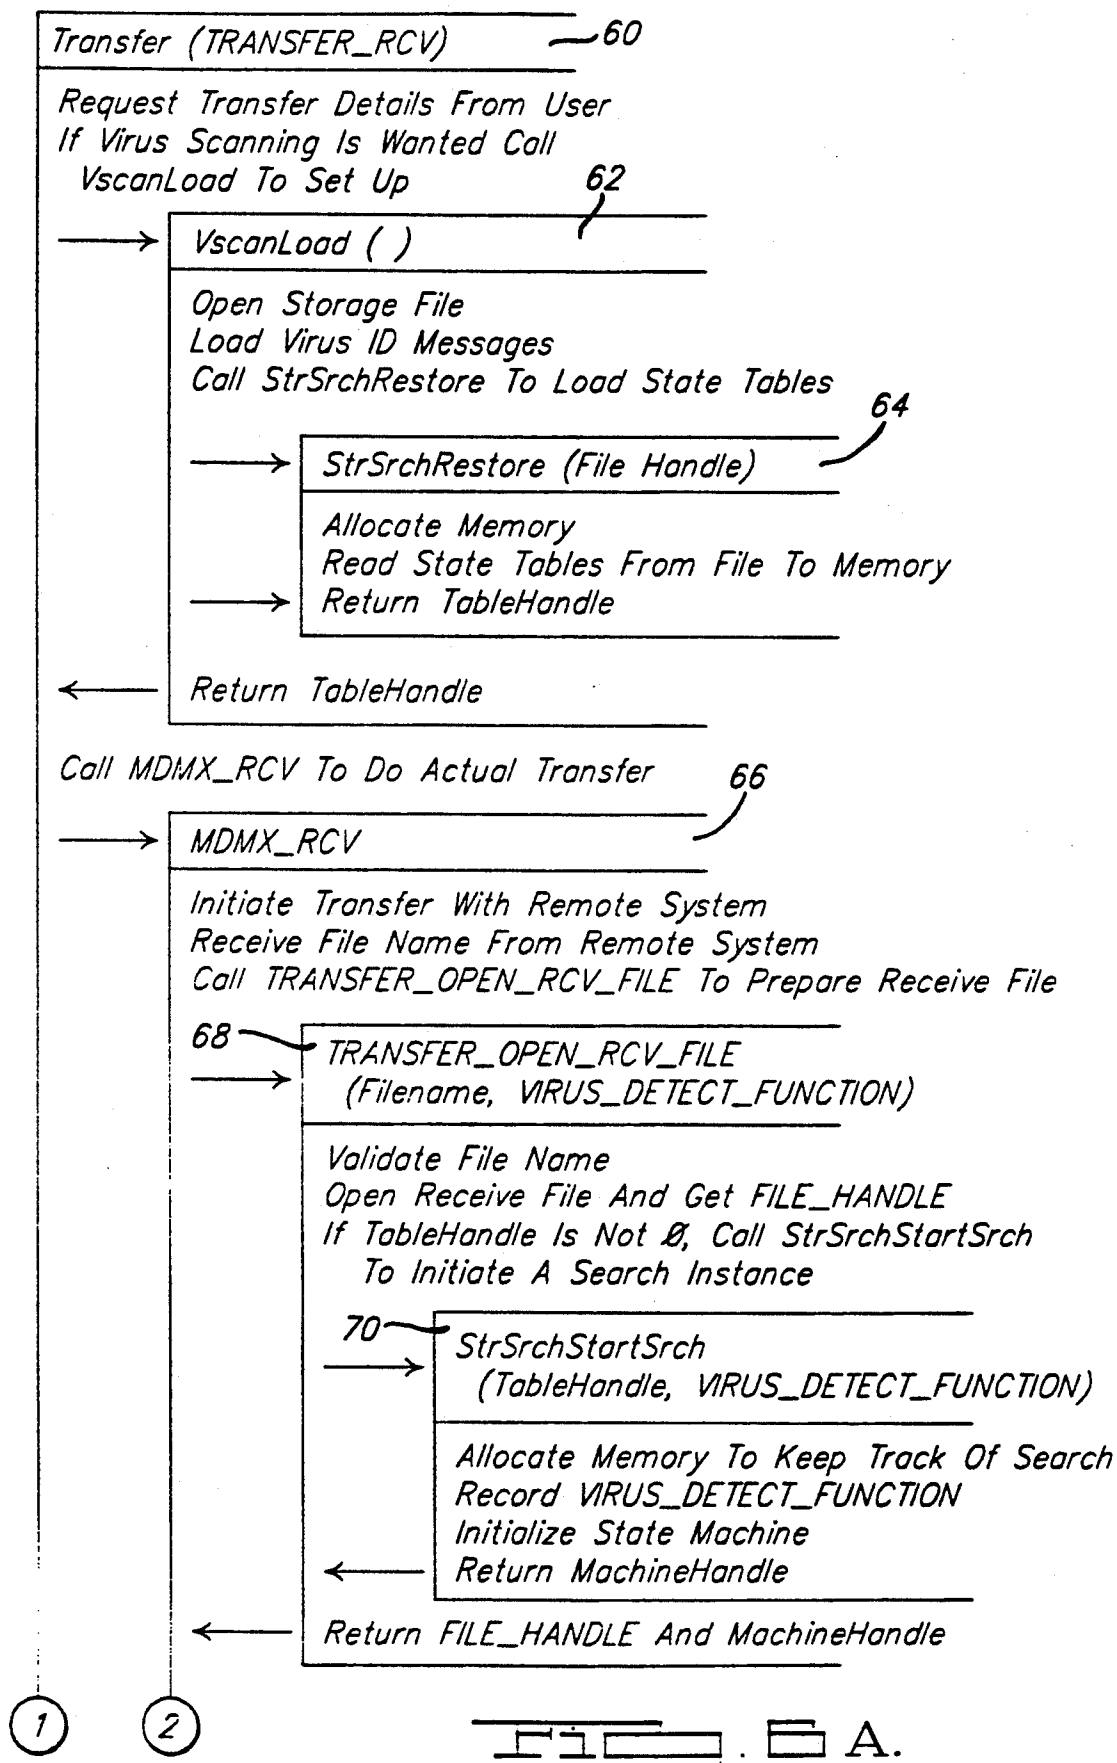 Transfer (TRANSFER_RCV) 60
Request Transfer Details From User
If Virus Scanning Is Wanted Call
VscanLoad To Set Up
62
VscanLoad ( )
Open Storage File
Load Virus ID Messages
Call StrSrchRestore To Load State Tables
64
StrSrchRestore (File Handle)
Allocate Memory
Read State Tables From File To Memory
Return TableHandle
Return TableHandle
Call MDMX_RCV To Do Actual Transfer
66
MDMX_RCV
Initiate Transfer With Remote System
Receive File Name From Remote System
Call TRANSFER_OPEN_RCV_FILE To Prepare Receive File
68
TRANSFER_OPEN_RCV_FILE
(Filename, VIRUS_DETECT_FUNCTION)
Validate File Name
Open Receive File And Get FILE_HANDLE
If TableHandle Is Not Ø, Call StrSrchStartSrch
To Initiate A Search Instance
70
StrSrchStartSrch
(TableHandle, VIRUS_DETECT_FUNCTION)
Allocate Memory To Keep Track Of Search
Record VIRUS_DETECT_FUNCTION
Initialize State Machine
Return MachineHandle
Return FILE_HANDLE And MachineHandle
1
2
A.